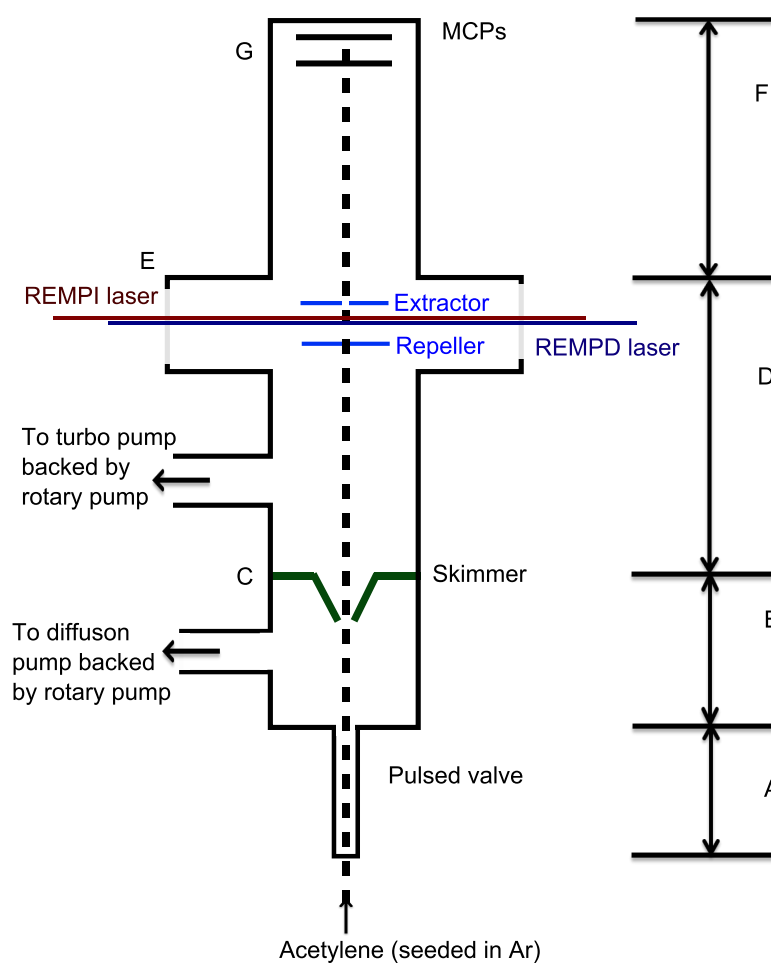 MCPs
G
F
E
REMPI laser
Extractor
Repeller
REMPD laser
D
To turbo pump
backed by
rotary pump
C
Skimmer
B
To diffuson
pump backed
by rotary pump
Pulsed valve
A
Acetylene (seeded in Ar)